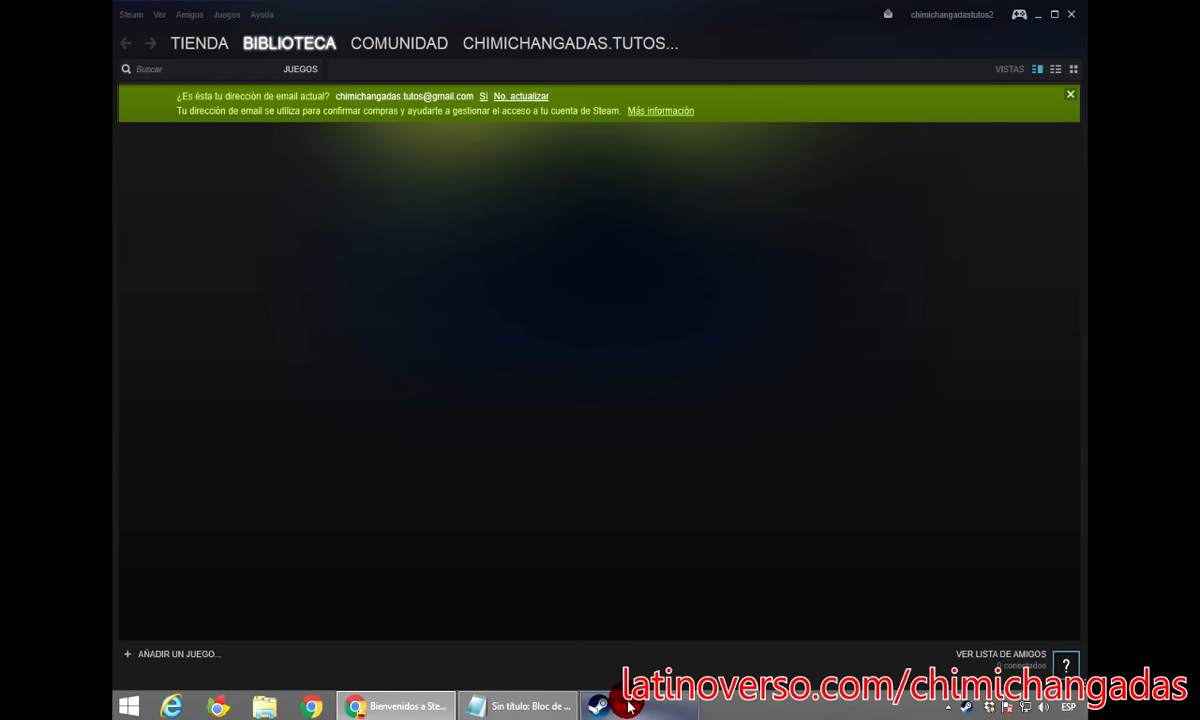 Steam Ver Amigos Juegos Ayuda
chimichangadastutos2
TIENDA BIBLIOTECA COMUNIDAD CHIMICHANGADAS.TUTOS...
Buscar JUEGOS
VISTAS
¿Es ésta tu dirección de email actual? chimichangadas.tutos@gmail.com Sí No, actualizar
Tu dirección de email se utiliza para confirmar compras y ayudarte a gestionar el acceso a tu cuenta de Steam. Más información
+ AÑADIR UN JUEGO...
VER LISTA DE AMIGOS
0 conectados
?
latinoverso.com/chimichangadas
Bienvenidos a Ste...
Sin título: Bloc de ...
ESP